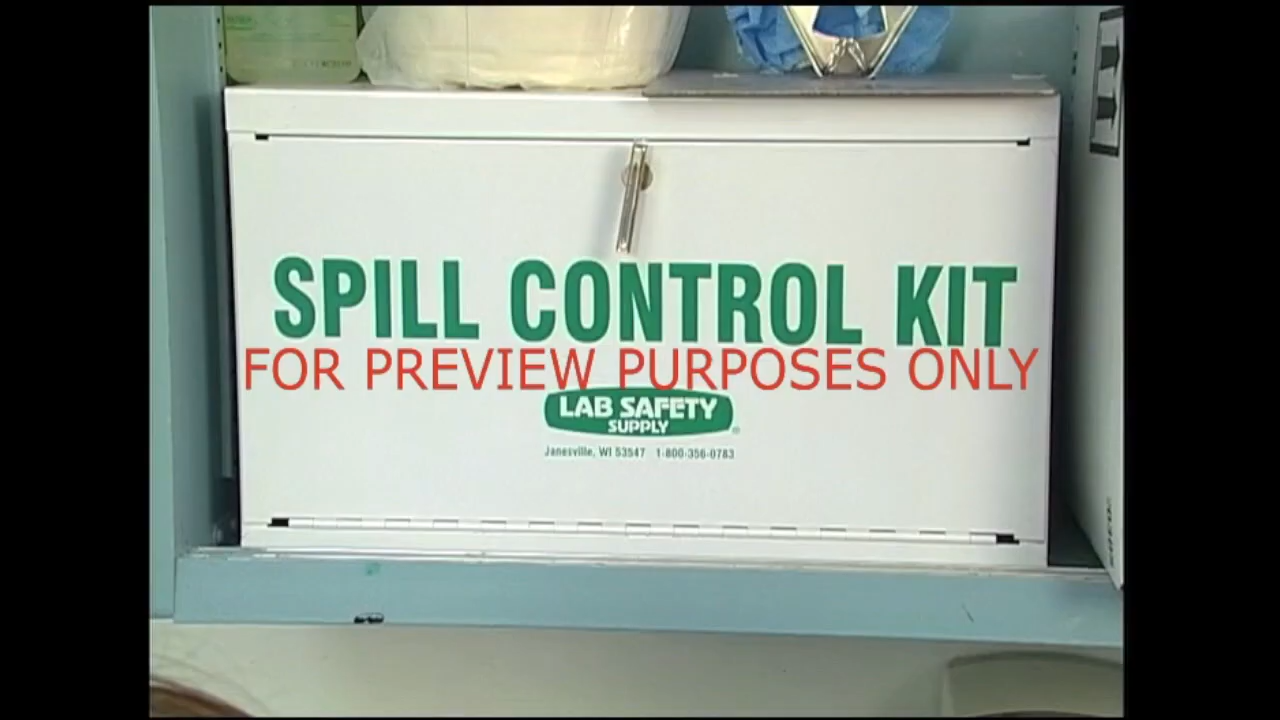 SPILL CONTROL KIT
FOR PREVIEW PURPOSES ONLY
LAB SAFETY
SUPPLY
Janesville, WI 53547 1-800-356-0783